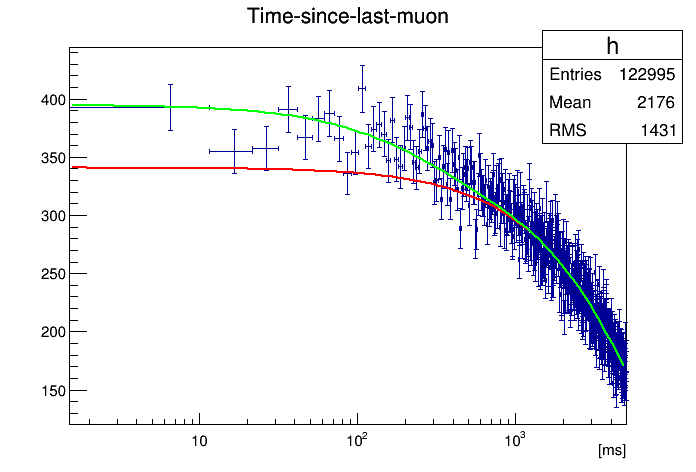 Time-since-last-muon
h
Entries 122995
Mean 2176
RMS 1431
400
350
300
250
200
150
10
10²
10³
[ms]